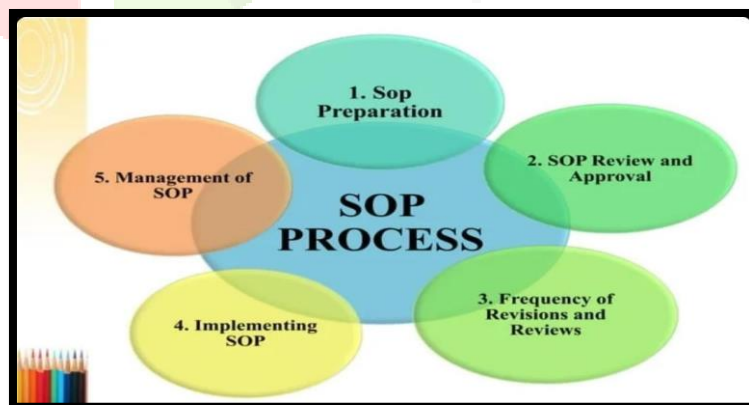 1. Sop
Preparation
2. SOP Review and
Approval
5. Management of
SOP
SOP
PROCESS
3. Frequency of
Revisions and
Reviews
4. Implementing
SOP